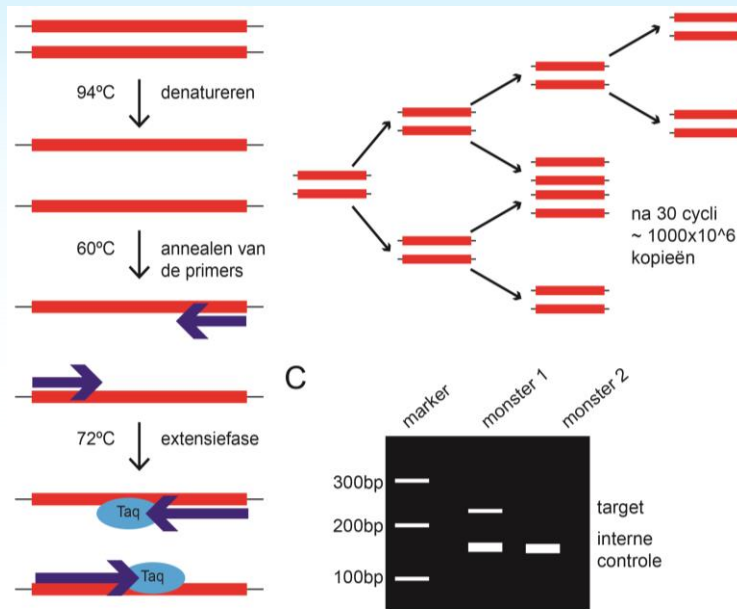 94ºC denatureren
60ºC annealen van
de primers
72ºC extensiefase
Taq
Taq
na 30 cycli
~ 1000x10^6
kopieën
C
marker
monster 1
monster 2
300bp
200bp
100bp
target
interne
controle